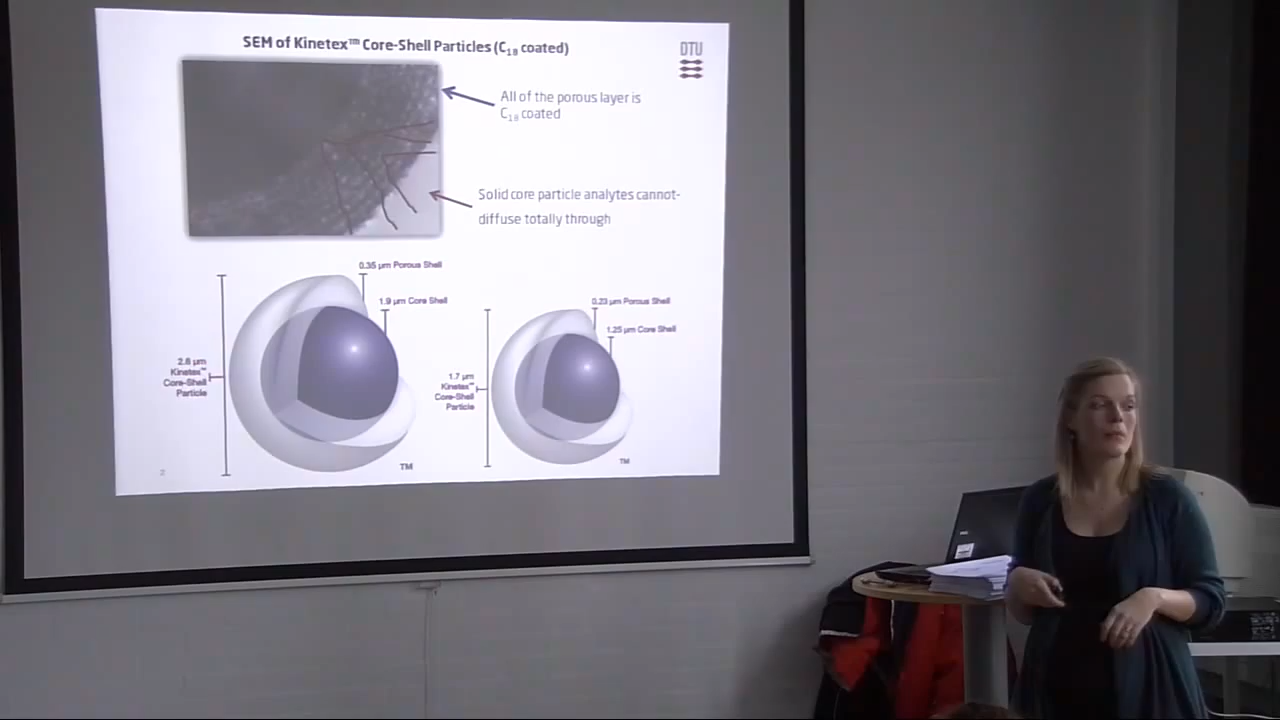 SEM of Kinetex™ Core-Shell Particles (C₁₈ coated)
DTU
All of the porous layer is
C₁₈ coated
Solid core particle analytes cannot-
diffuse totally through
0.35 µm Porous Shell
1.9 µm Core Shell
2.6 µm
Kinetex™
Core-Shell
Particle
TM
0.23 µm Porous Shell
1.25 µm Core Shell
1.7 µm
Kinetex™
Core-Shell
Particle
TM
2